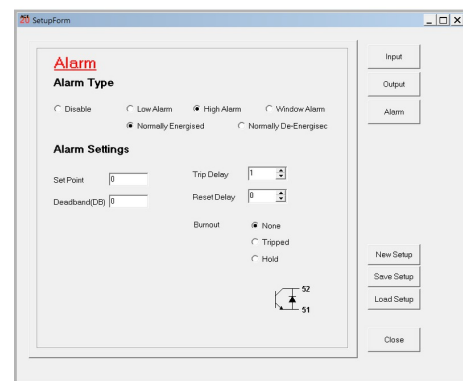 ACE 20 SetupForm
Alarm
Alarm Type
Disable Low Alarm High Alarm Window Alarm
Normally Energised Normally De-Energisec
Alarm Settings
Set Point 0
Deadband(DB) 0
Trip Delay 1
Reset Delay 0
Burnout None
Tripped
Hold
52
51
Input
Output
Alarm
New Setup
Save Setup
Load Setup
Close